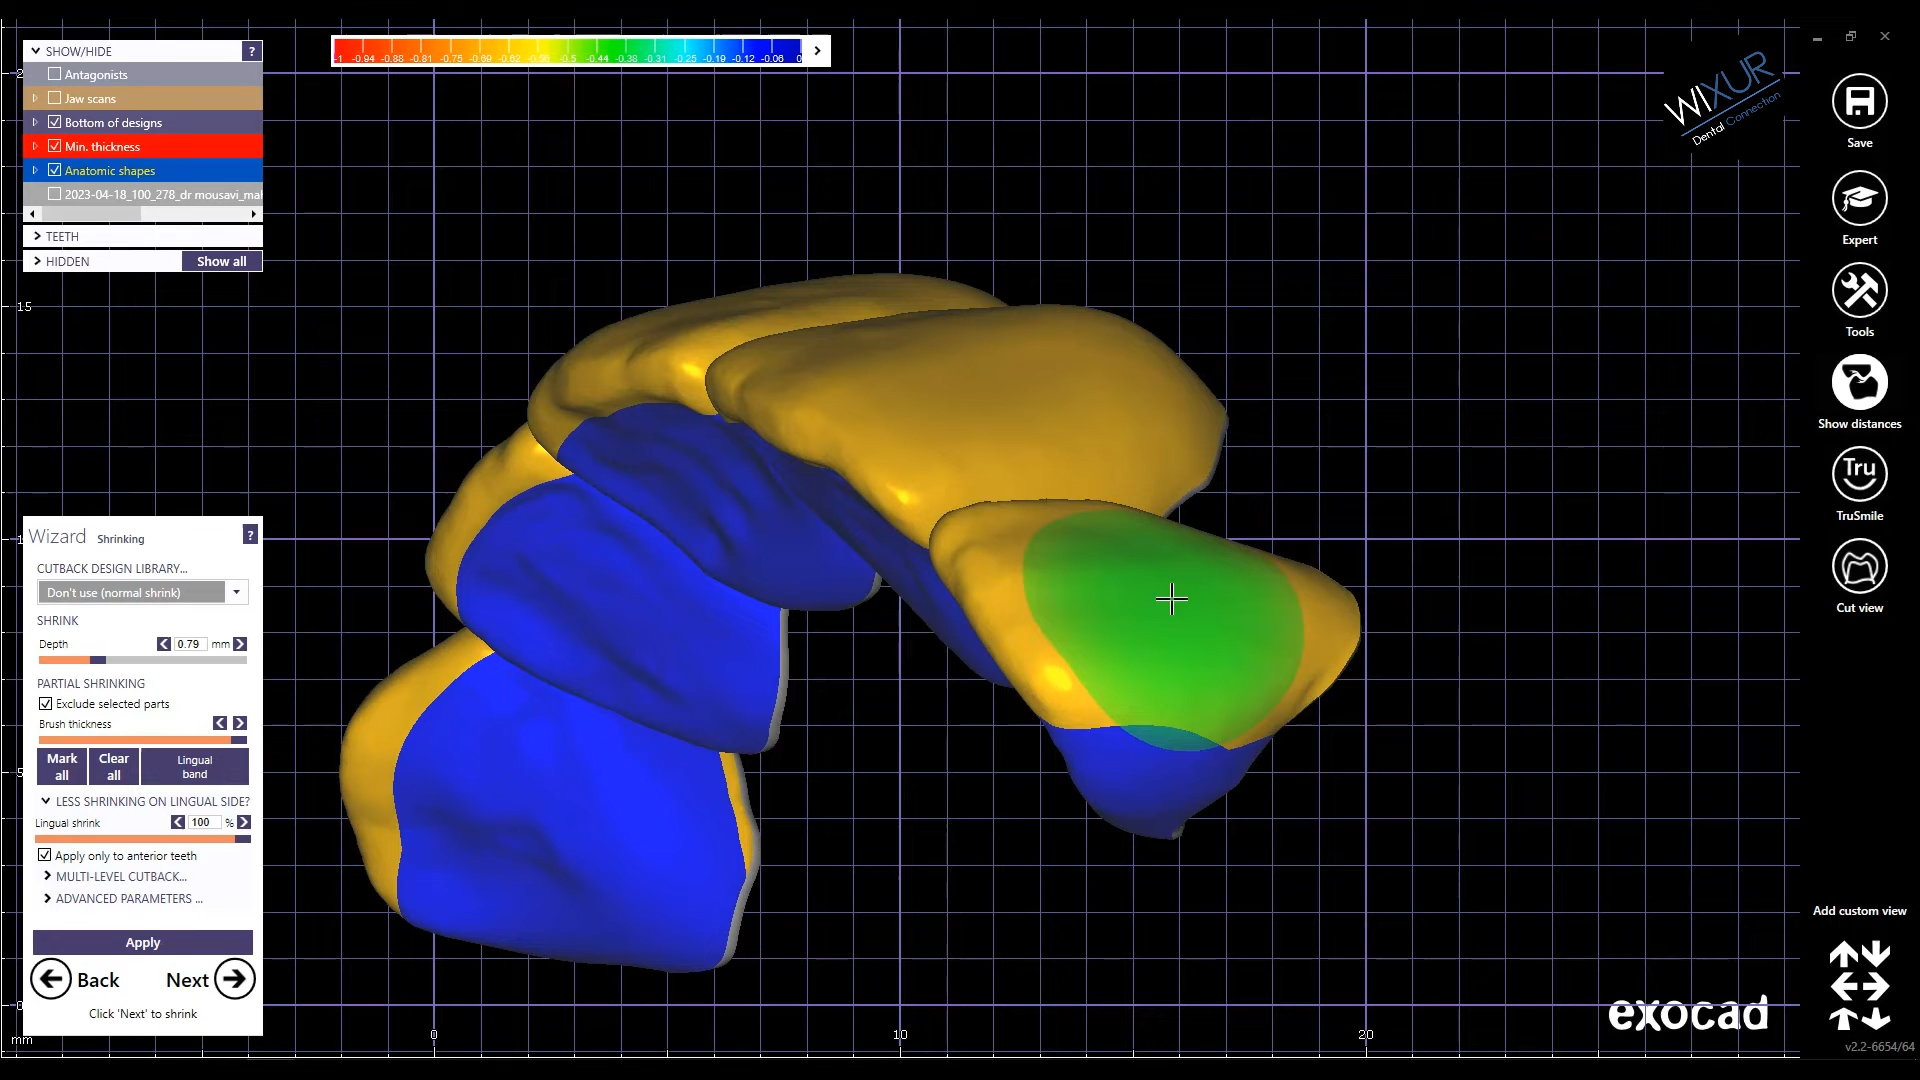 SHOW/HIDE ?
Antagonists
Jaw scans
Bottom of designs
Min. thickness
Anatomic shapes
2023-04-18_100_278_dr mousavi_mal
TEETH
HIDDEN Show all
-1 -0.94 -0.88 -0.81 -0.75 -0.69 -0.62 -0.56 -0.5 -0.44 -0.38 -0.31 -0.25 -0.19 -0.12 -0.06 0
WIXUR
Dental Connection
Save
Expert
Tools
Show distances
Tru
TruSmile
Cut view
Add custom view
exocad
v2.2-6654/64
Wizard Shrinking ?
CUTBACK DESIGN LIBRARY...
Don't use (normal shrink)
SHRINK
Depth 0.79 mm
PARTIAL SHRINKING
Exclude selected parts
Brush thickness
Mark all
Clear all
Lingual band
LESS SHRINKING ON LINGUAL SIDE?
Lingual shrink 100 %
Apply only to anterior teeth
MULTI-LEVEL CUTBACK...
ADVANCED PARAMETERS ...
Apply
Back Next
Click 'Next' to shrink
15
mm
0 10 20